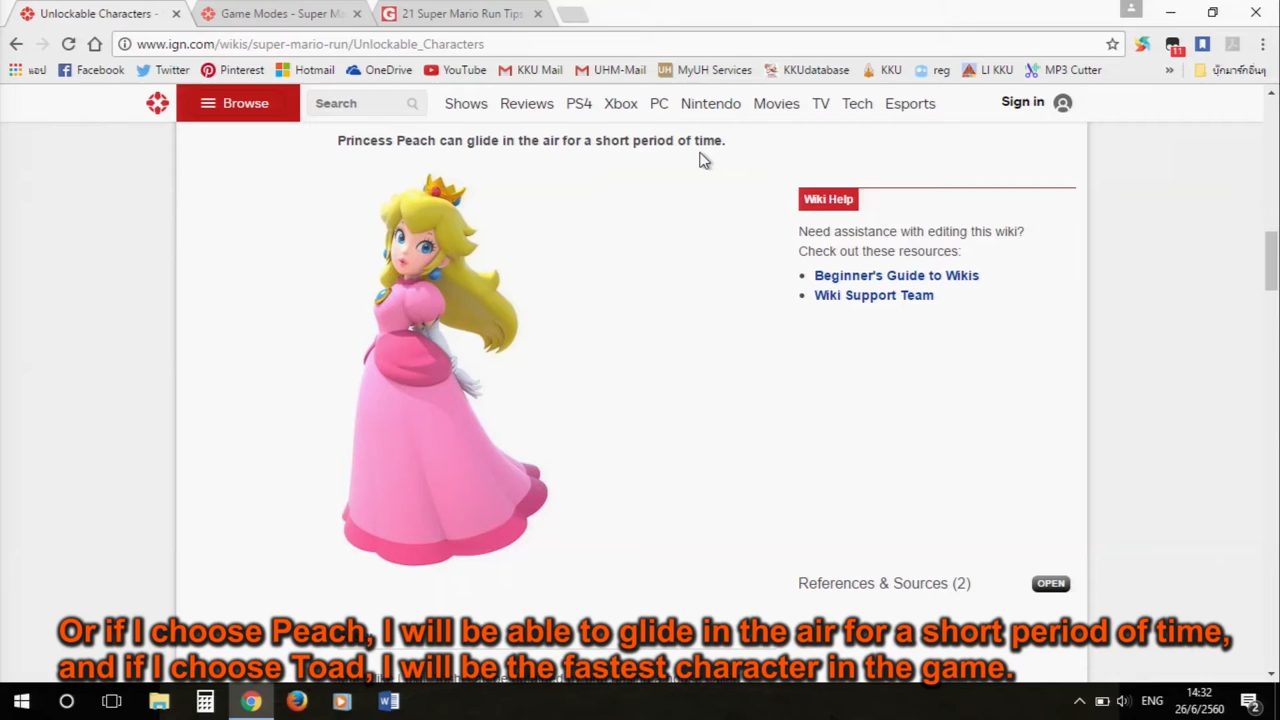 Unlockable Characters -
Game Modes - Super Ma
21 Super Mario Run Tips
www.ign.com/wikis/super-mario-run/Unlockable_Characters
11
แอป
Facebook
Twitter
Pinterest
Hotmail
OneDrive
YouTube
KKU Mail
UHM-Mail
MyUH Services
KKUdatabase
KKU
reg
LI KKU
MP3 Cutter
»
บุ๊กมาร์กอื่นๆ
Browse
Search
Shows
Reviews
PS4
Xbox
PC
Nintendo
Movies
TV
Tech
Esports
Sign in
Princess Peach can glide in the air for a short period of time.
Wiki Help
Need assistance with editing this wiki?
Check out these resources:
Beginner's Guide to Wikis
Wiki Support Team
References & Sources (2)
OPEN
Or if I choose Peach, I will be able to glide in the air for a short period of time,
and if I choose Toad, I will be the fastest character in the game.
ENG
14:32
26/6/2560
2